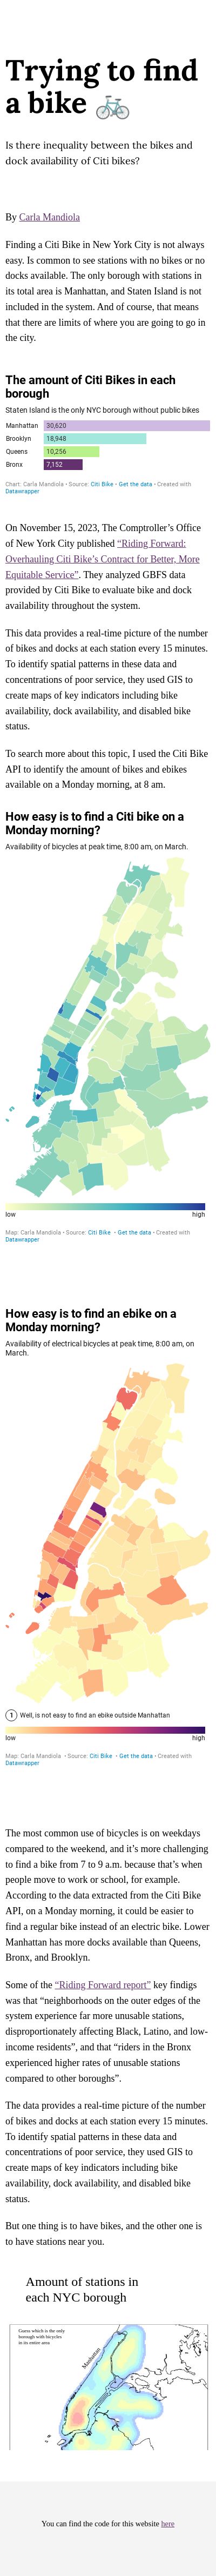 Trying to find
a bike
Is there inequality between the bikes and
dock availability of Citi bikes?
By Carla Mandiola
Finding a Citi Bike in New York City is not always
easy. Is common to see stations with no bikes or no
docks available. The only borough with stations in
its total area is Manhattan, and Staten Island is not
included in the system. And of course, that means
that there are limits of where you are going to go in
the city.
The amount of Citi Bikes in each
borough
Staten Island is the only NYC borough without public bikes
Manhattan 30,620
Brooklyn 18,948
Queens 10,256
Bronx 7,152
Chart: Carla Mandiola • Source: Citi Bike • Get the data • Created with
Datawrapper
On November 15, 2023, The Comptroller’s Office
of New York City published “Riding Forward:
Overhauling Citi Bike’s Contract for Better, More
Equitable Service”. They analyzed GBFS data
provided by Citi Bike to evaluate bike and dock
availability throughout the system.
This data provides a real-time picture of the number
of bikes and docks at each station every 15 minutes.
To identify spatial patterns in these data and
concentrations of poor service, they used GIS to
create maps of key indicators including bike
availability, dock availability, and disabled bike
status.
To search more about this topic, I used the Citi Bike
API to identify the amount of bikes and ebikes
available on a Monday morning, at 8 am.
How easy is to find a Citi bike on a
Monday morning?
Availability of bicycles at peak time, 8:00 am, on March.
low high
Map: Carla Mandiola • Source: Citi Bike • Get the data • Created with
Datawrapper
How easy is to find an ebike on a
Monday morning?
Availability of electrical bicycles at peak time, 8:00 am, on
March.
1 Well, is not easy to find an ebike outside Manhattan
low high
Map: Carla Mandiola • Source: Citi Bike • Get the data • Created with
Datawrapper
The most common use of bicycles is on weekdays
compared to the weekend, and it’s more challenging
to find a bike from 7 to 9 a.m. because that’s when
people move to work or school, for example.
According to the data extracted from the Citi Bike
API, on a Monday morning, it could be easier to
find a regular bike instead of an electric bike. Lower
Manhattan has more docks available than Queens,
Bronx, and Brooklyn.
Some of the “Riding Forward report” key findigs
was that “neighborhoods on the outer edges of the
system experience far more unusable stations,
disproportionately affecting Black, Latino, and low-
income residents”, and that “riders in the Bronx
experienced higher rates of unusable stations
compared to other boroughs”.
The data provides a real-time picture of the number
of bikes and docks at each station every 15 minutes.
To identify spatial patterns in these data and
concentrations of poor service, they used GIS to
create maps of key indicators including bike
availability, dock availability, and disabled bike
status.
But one thing is to have bikes, and the other one is
to have stations near you.
Amount of stations in
each NYC borough
Guess which is the only
borough with bicycles
in its entire area
Manhattan
You can find the code for this website here